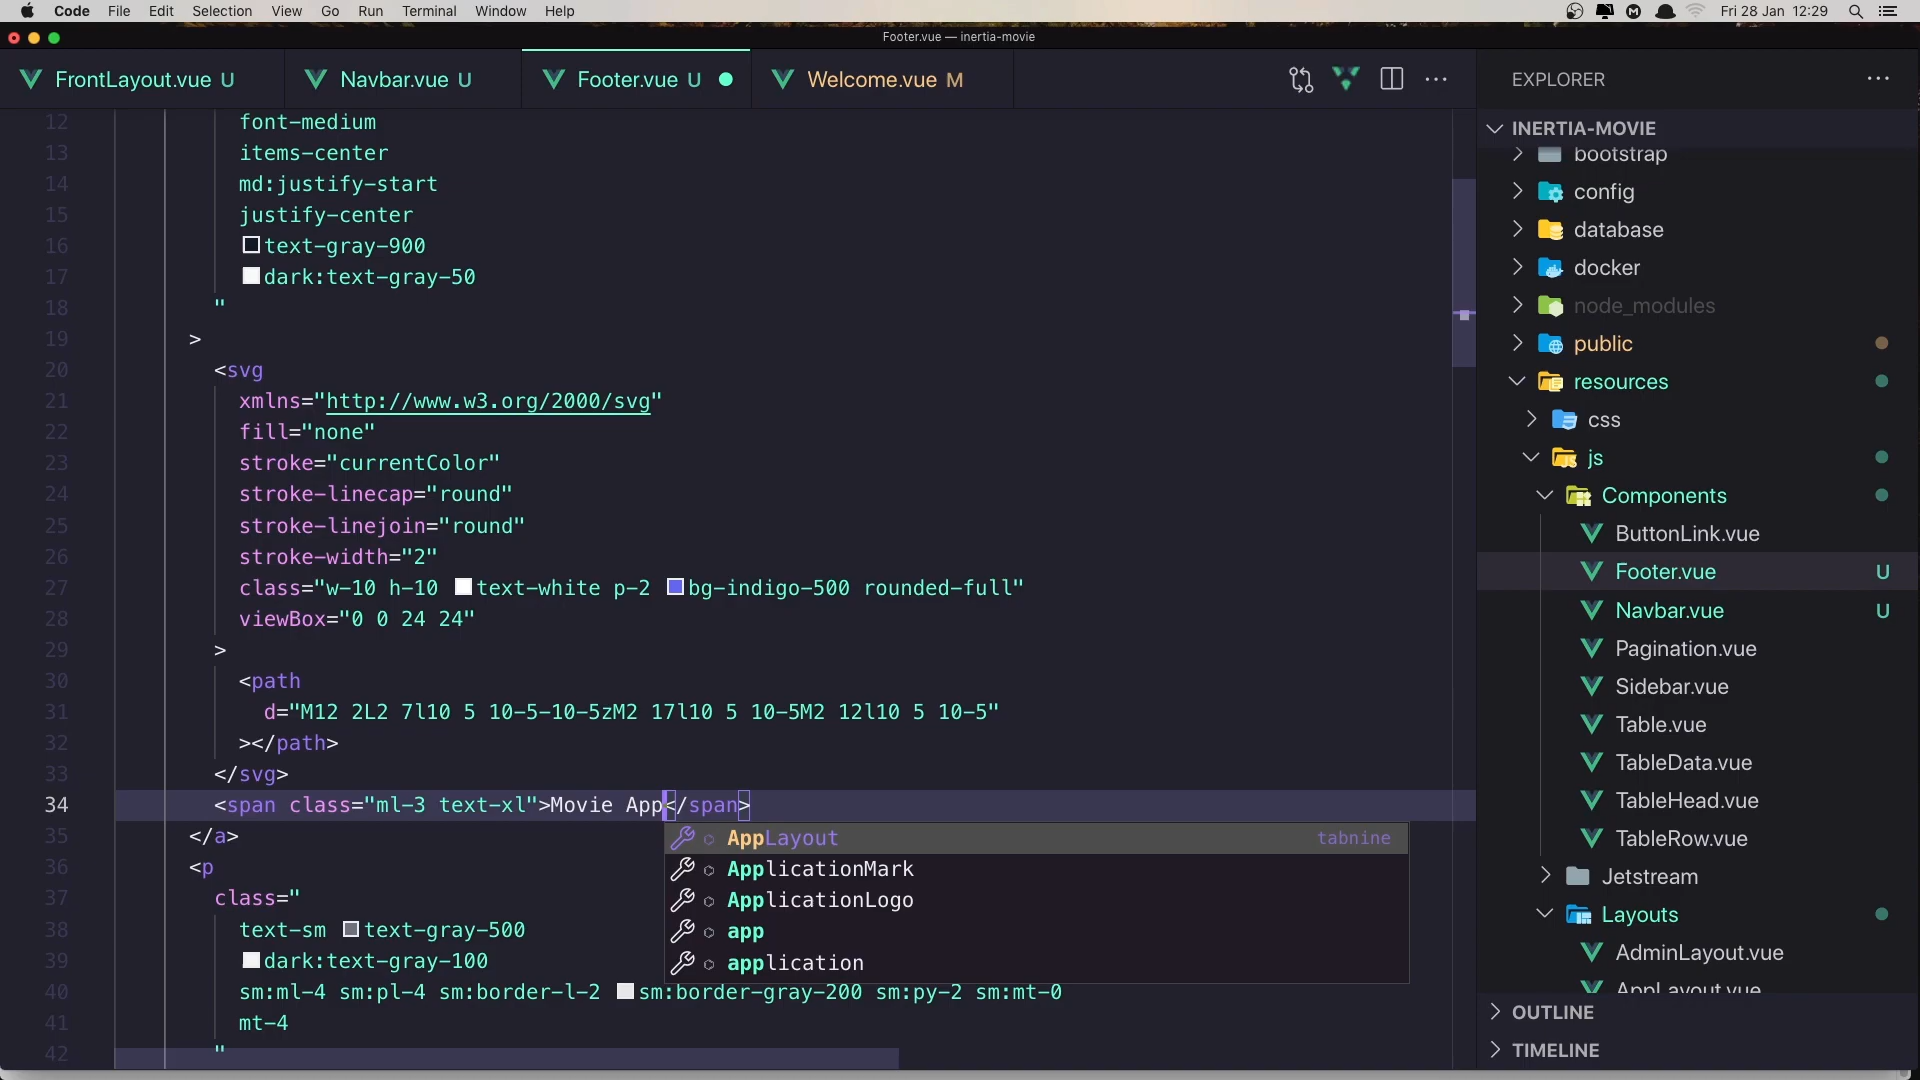 Code File Edit Selection View Go Run Terminal Window Help
Fri 28 Jan 12:29
Footer.vue — inertia-movie
FrontLayout.vue U
Navbar.vue U
Footer.vue U
Welcome.vue M
12 font-medium
13 items-center
14 md:justify-start
15 justify-center
16 text-gray-900
17 dark:text-gray-50
18 "
19 >
20 <svg
21 xmlns="http://www.w3.org/2000/svg"
22 fill="none"
23 stroke="currentColor"
24 stroke-linecap="round"
25 stroke-linejoin="round"
26 stroke-width="2"
27 class="w-10 h-10 text-white p-2 bg-indigo-500 rounded-full"
28 viewBox="0 0 24 24"
29 >
30 <path
31 d="M12 2L2 7l10 5 10-5-10-5zM2 17l10 5 10-5M2 12l10 5 10-5"
32 ></path>
33 </svg>
34 <span class="ml-3 text-xl">Movie App</span>
35 </a>
36 <p
37 class="
38 text-sm text-gray-500
39 dark:text-gray-100
40 sm:ml-4 sm:pl-4 sm:border-l-2 sm:border-gray-200 sm:py-2 sm:mt-0
41 mt-4
42 "
AppLayout tabnine
ApplicationMark
ApplicationLogo
app
application
EXPLORER
INERTIA-MOVIE
bootstrap
config
database
docker
node_modules
public
resources
css
js
Components
ButtonLink.vue
Footer.vue U
Navbar.vue U
Pagination.vue
Sidebar.vue
Table.vue
TableData.vue
TableHead.vue
TableRow.vue
Jetstream
Layouts
AdminLayout.vue
AppLayout.vue
OUTLINE
TIMELINE